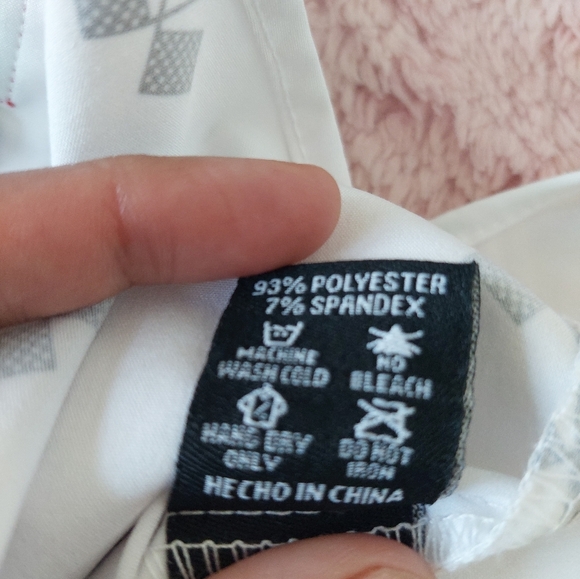 93% POLYESTER
7% SPANDEX
MACHINE
WASH COLD
NO
BLEACH
HANG DRY
ONLY
DO NOT
IRON
HECHO IN CHINA